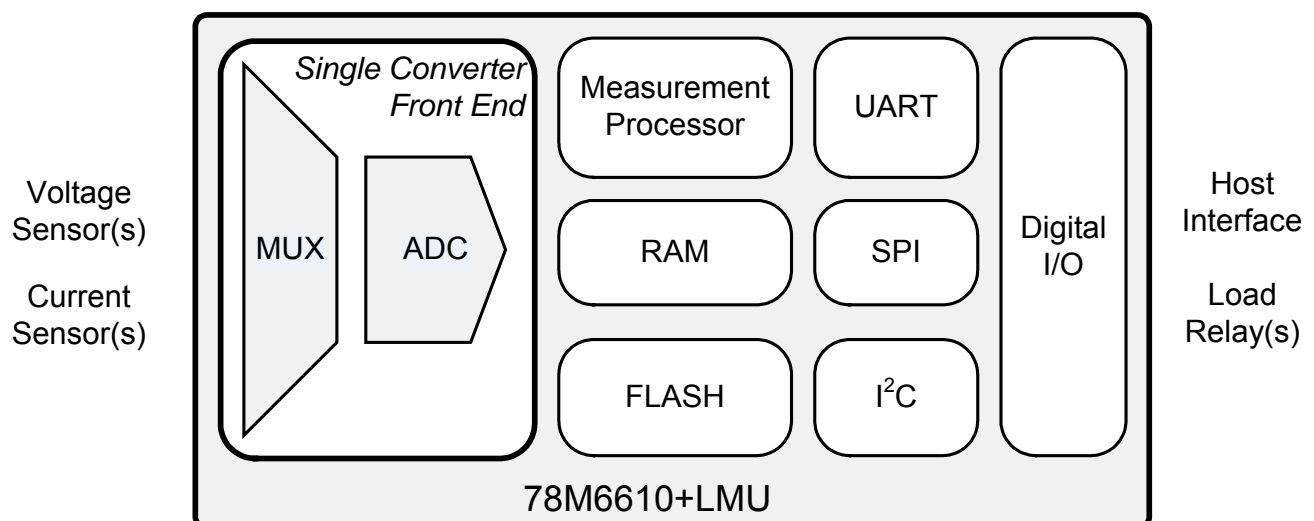 Single Converter
Front End
Measurement
Processor
UART
Voltage
Sensor(s)
Current
Sensor(s)
MUX
ADC
RAM
SPI
Digital
I/O
Host
Interface
Load
Relay(s)
FLASH
I²C
78M6610+LMU